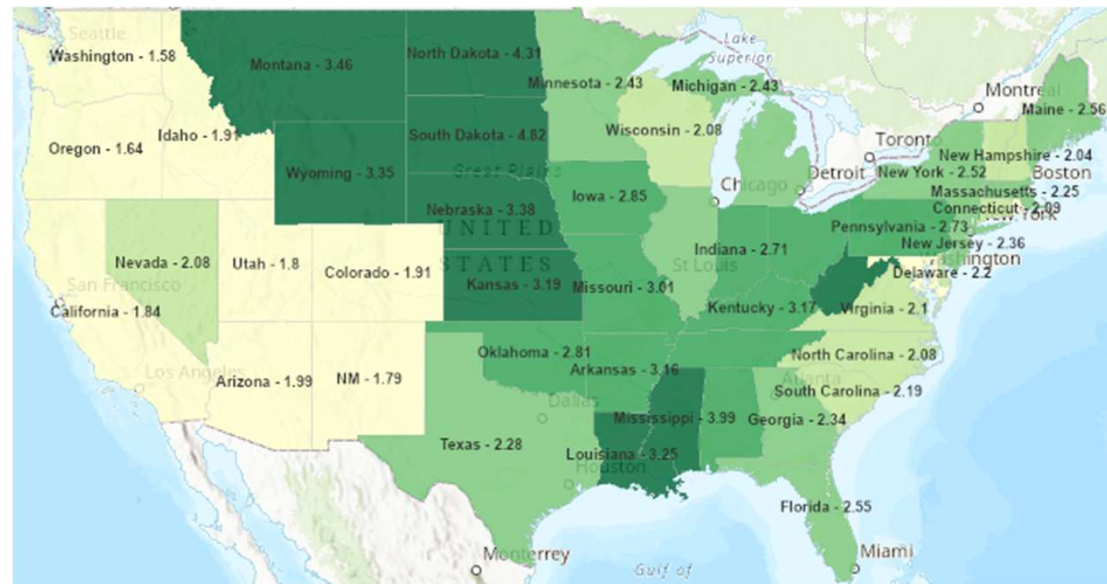 Seattle
Washington - 1.58
Montana - 3.46
North Dakota - 4.31
Lake
Superior
Minnesota - 2.43
Michigan - 2.43
Montreal
Maine - 2.56
Oregon - 1.64
Idaho - 1.91
South Dakota - 4.82
Wisconsin - 2.08
Toronto
New Hampshire - 2.04
Wyoming - 3.35
Great Plains
Detroit
New York - 2.52
Boston
Chicago
Massachusetts - 2.25
Iowa - 2.85
Nebraska - 3.38
Connecticut - 2.09
New York
UNITED
STATES
Pennsylvania - 2.73
Nevada - 2.08
Utah - 1.8
Colorado - 1.91
Indiana - 2.71
New Jersey - 2.36
Washington
St Louis
Delaware - 2.2
San Francisco
Kansas - 3.19
Missouri - 3.01
California - 1.84
Kentucky - 3.17
Virginia - 2.1
Oklahoma - 2.81
North Carolina - 2.08
Los Angeles
Arizona - 1.99
NM - 1.79
Arkansas - 3.16
Atlanta
South Carolina - 2.19
Dallas
Mississippi - 3.99
Georgia - 2.34
Texas - 2.28
Louisiana - 3.25
Houston
Florida - 2.55
Monterrey
Miami
Gulf of